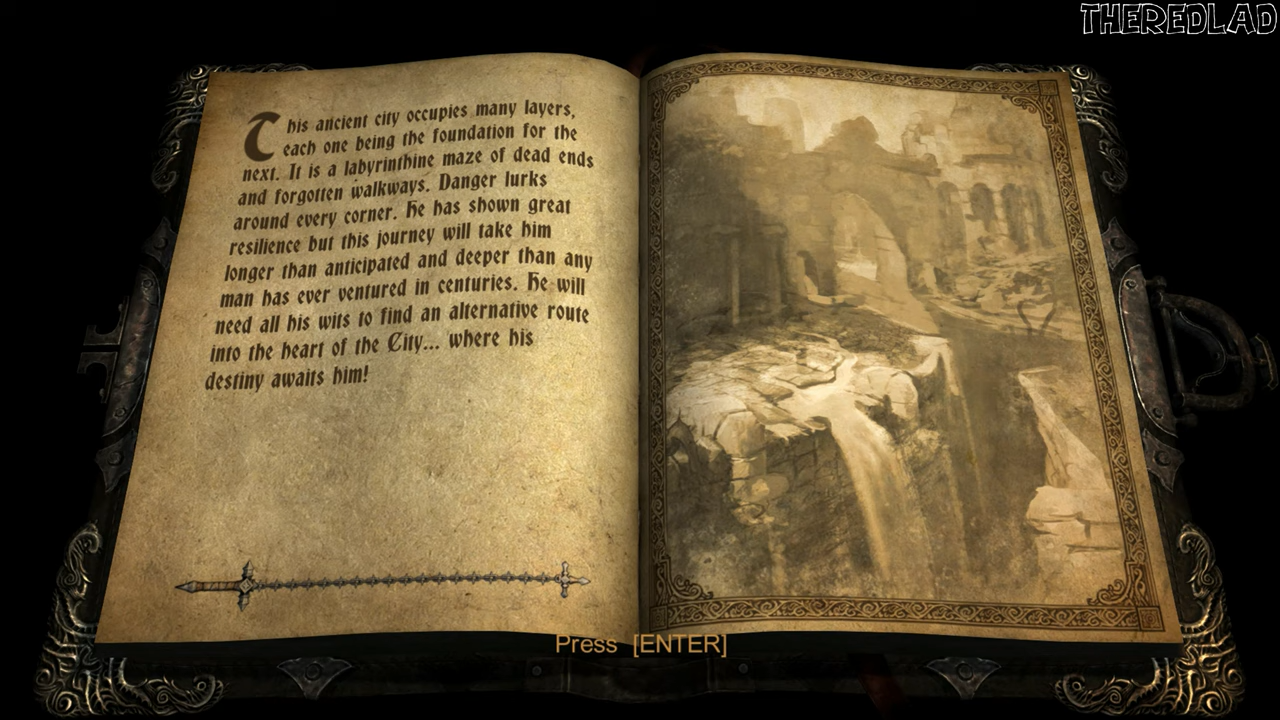 THEREDLAD
This ancient city occupies many layers,
each one being the foundation for the
next. It is a labyrinthine maze of dead ends
and forgotten walkways. Danger lurks
around every corner. He has shown great
resilience but this journey will take him
longer than anticipated and deeper than any
man has ever ventured in centuries. He will
need all his wits to find an alternative route
into the heart of the City... where his
destiny awaits him!
Press [ENTER]